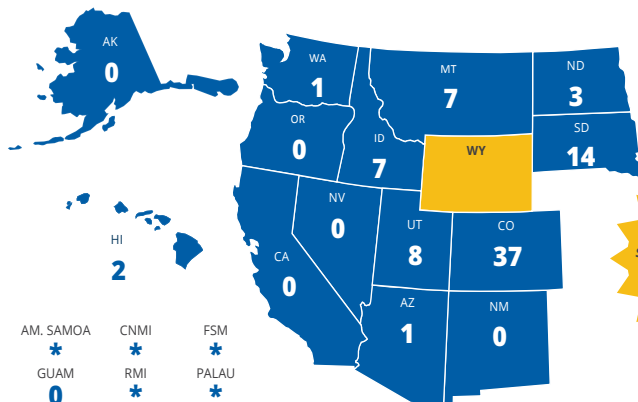 AK
0
WA
1
MT
7
ND
3
OR
0
ID
7
WY
SD
14
HI
2
NV
0
UT
8
CO
37
CA
0
AZ
1
NM
0
AM. SAMOA
*
CNMI
*
FSM
*
GUAM
0
RMI
*
PALAU
*